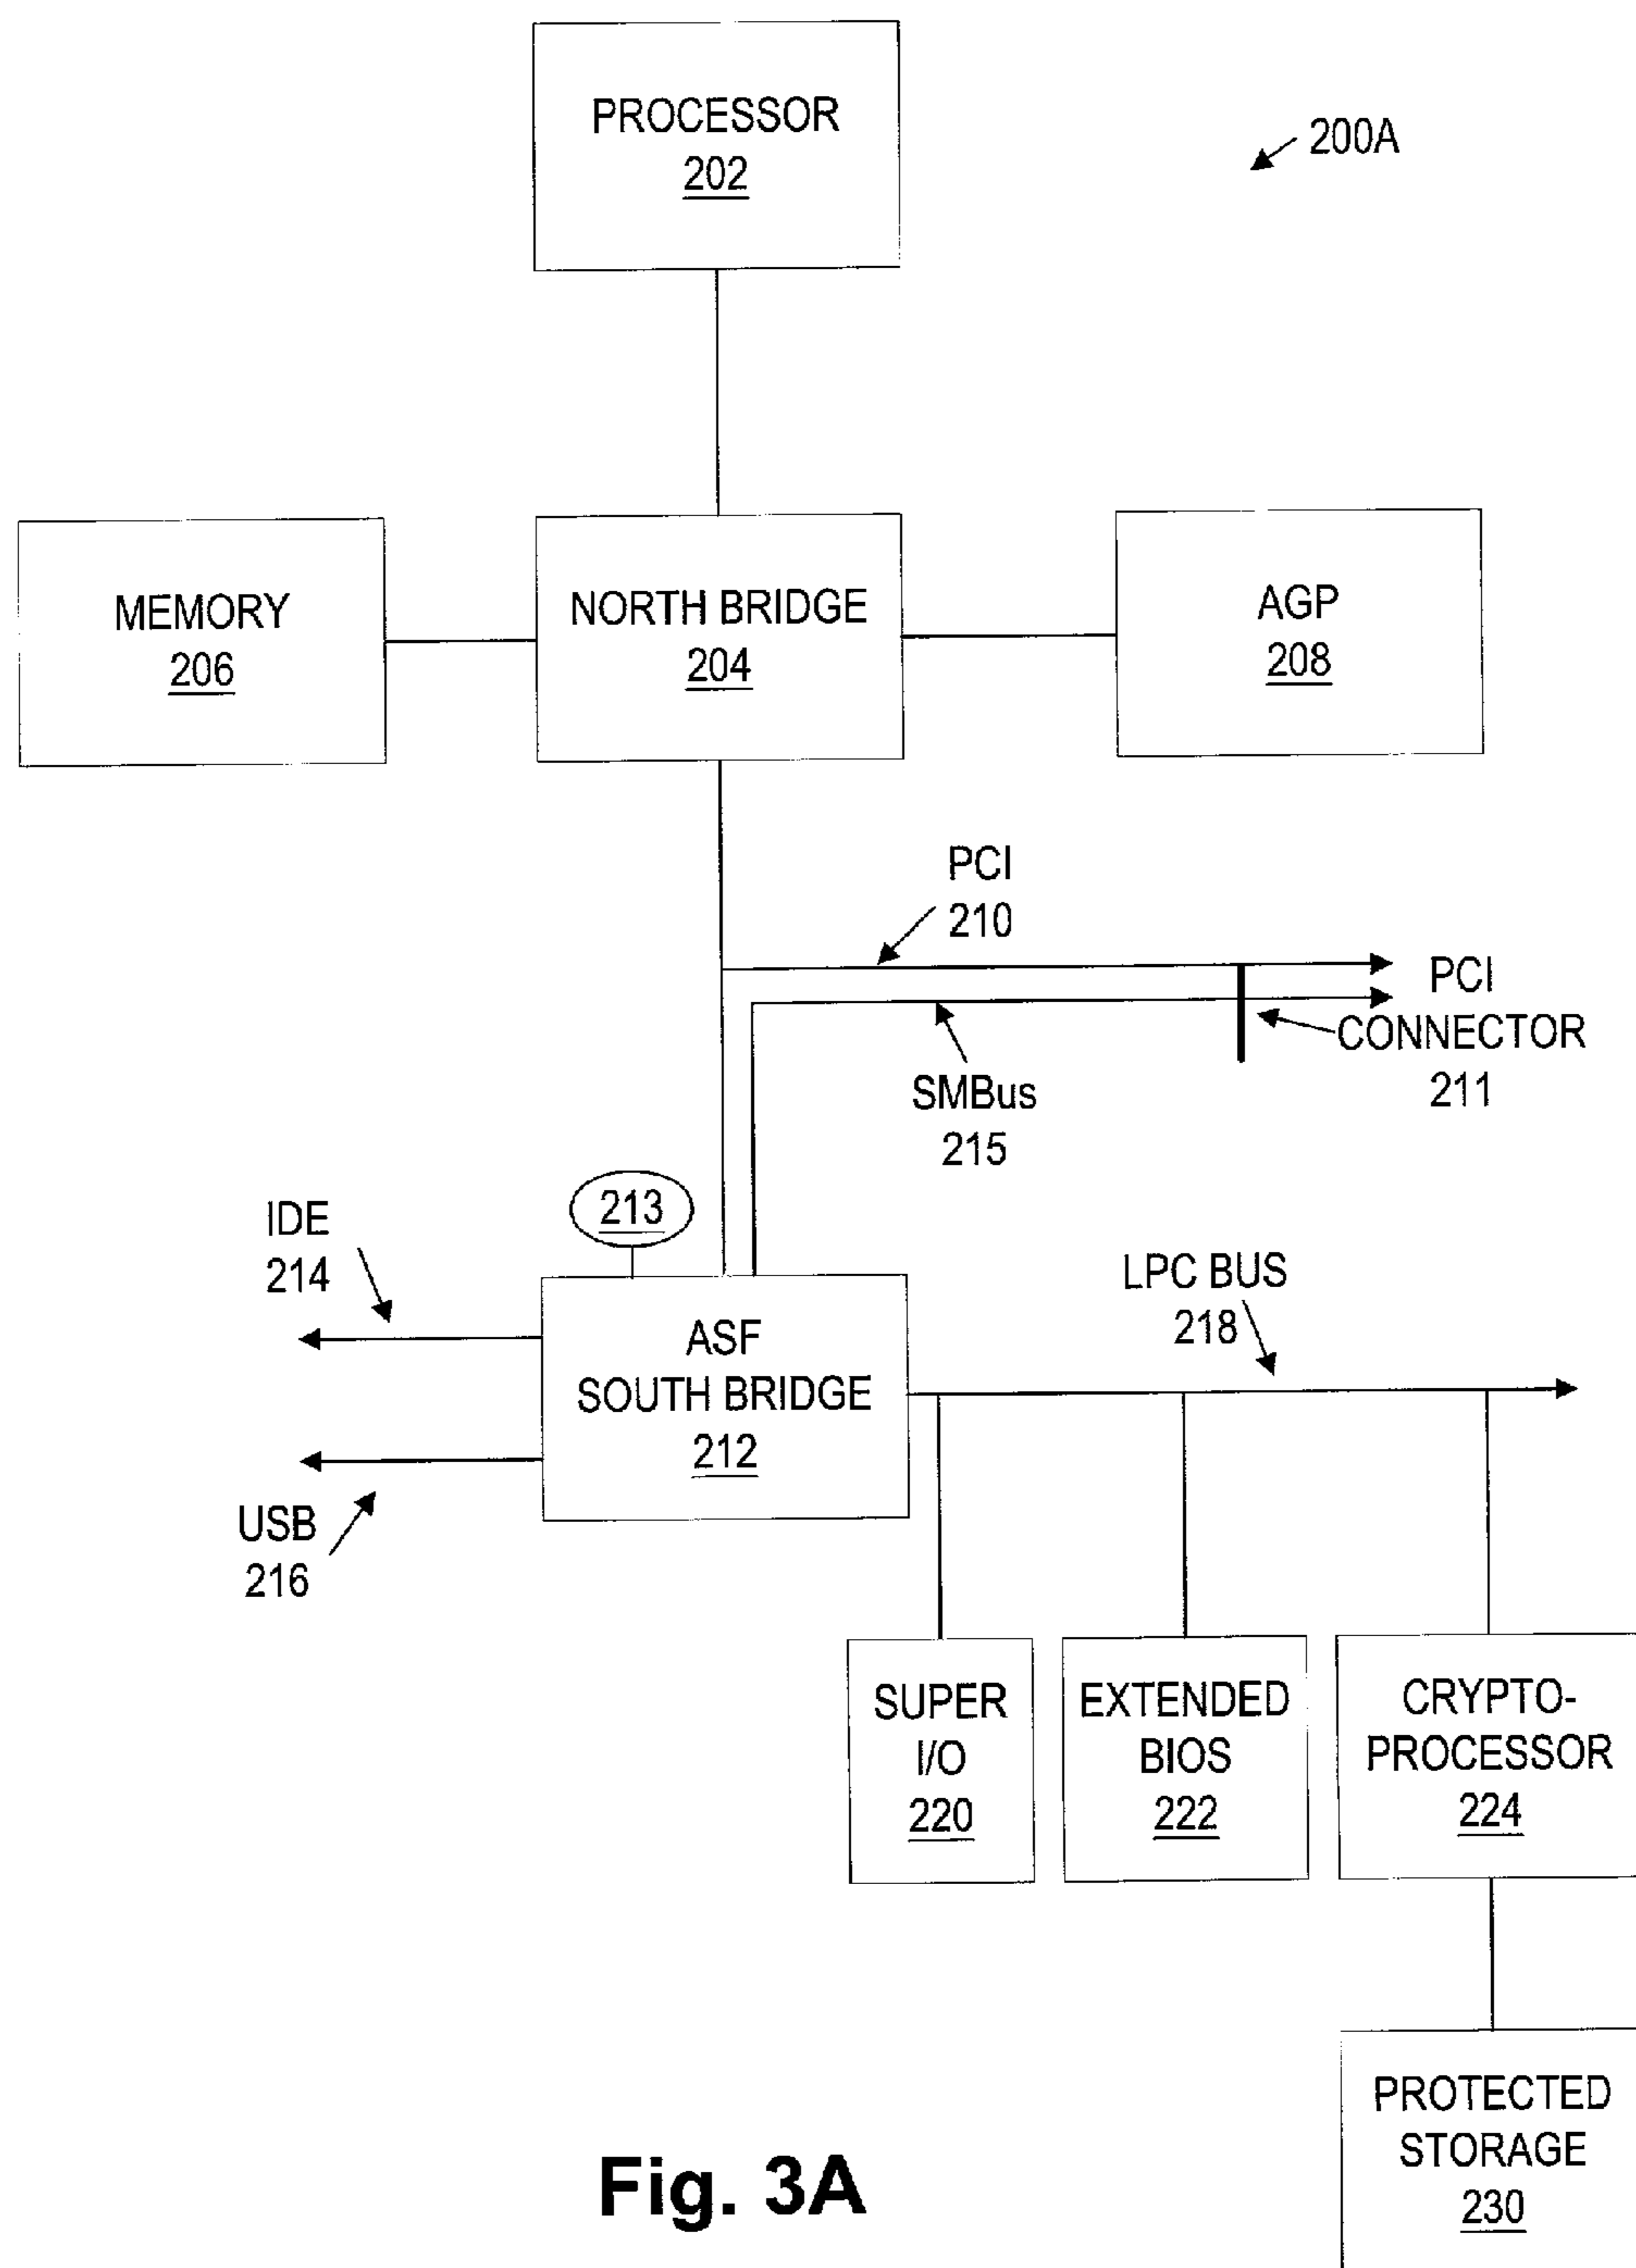 PROCESSOR
202
200A
MEMORY
206
NORTH BRIDGE
204
AGP
208
PCI
210
PCI
CONNECTOR
211
SMBus
215
213
IDE
214
ASF
SOUTH BRIDGE
212
LPC BUS
218
USB
216
SUPER
I/O
220
EXTENDED
BIOS
222
CRYPTO-
PROCESSOR
224
PROTECTED
STORAGE
230
Fig. 3A